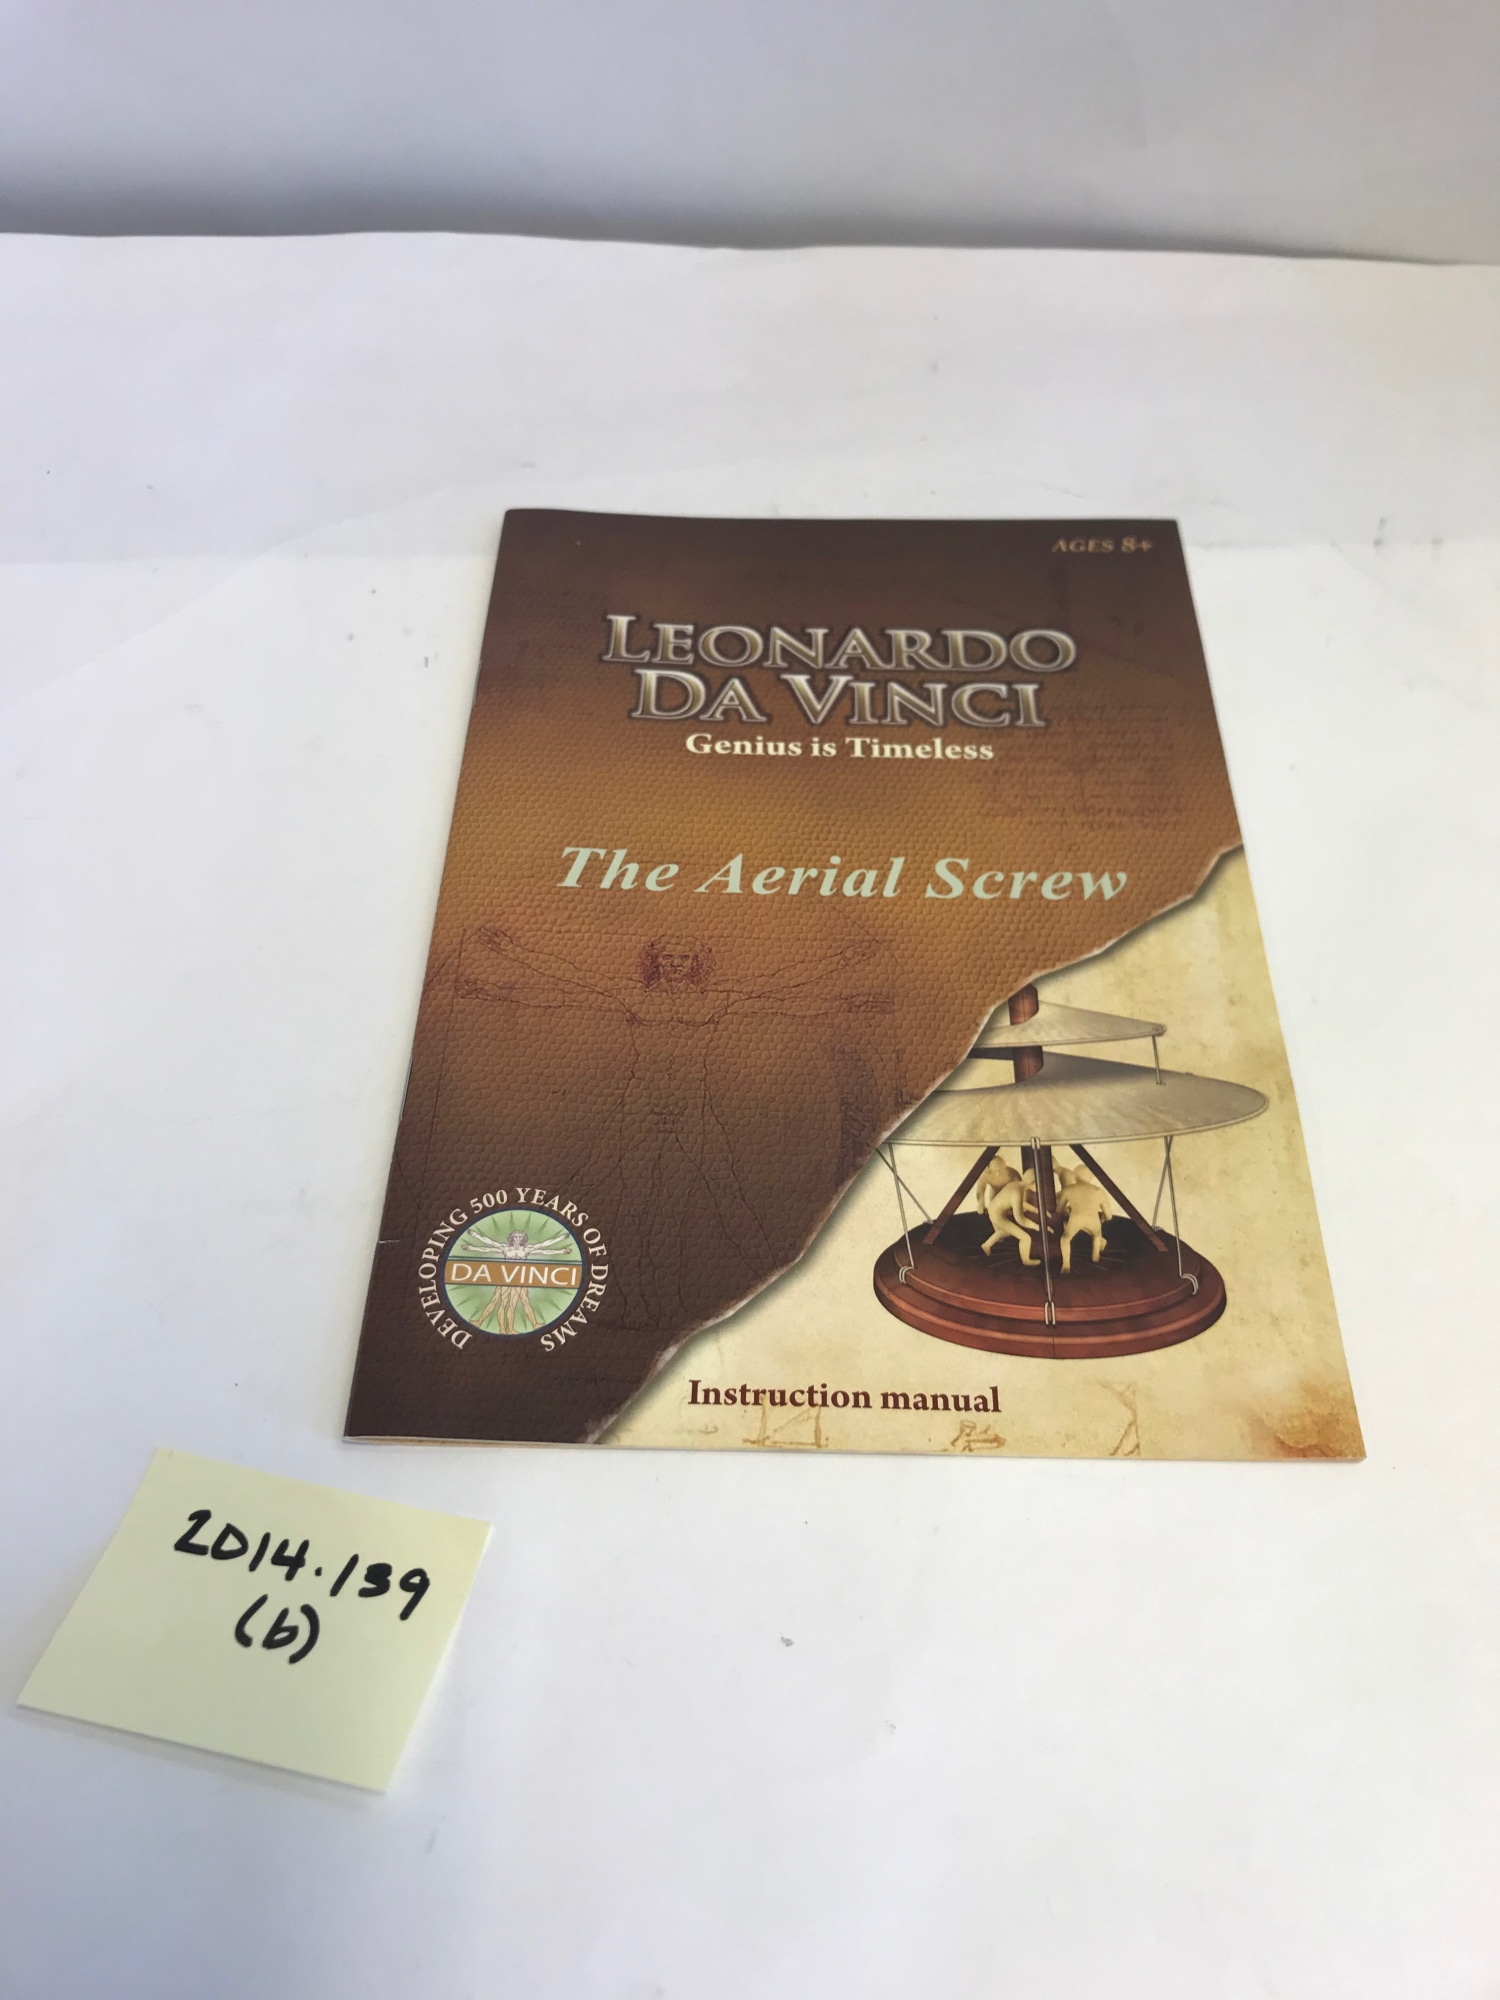 AGES 8+
LEONARDO
DA VINCI
Genius is Timeless
The Aerial Screw
DEVELOPING 500 YEARS OF DREAMS
DA VINCI
Instruction manual
2014.139
(b)